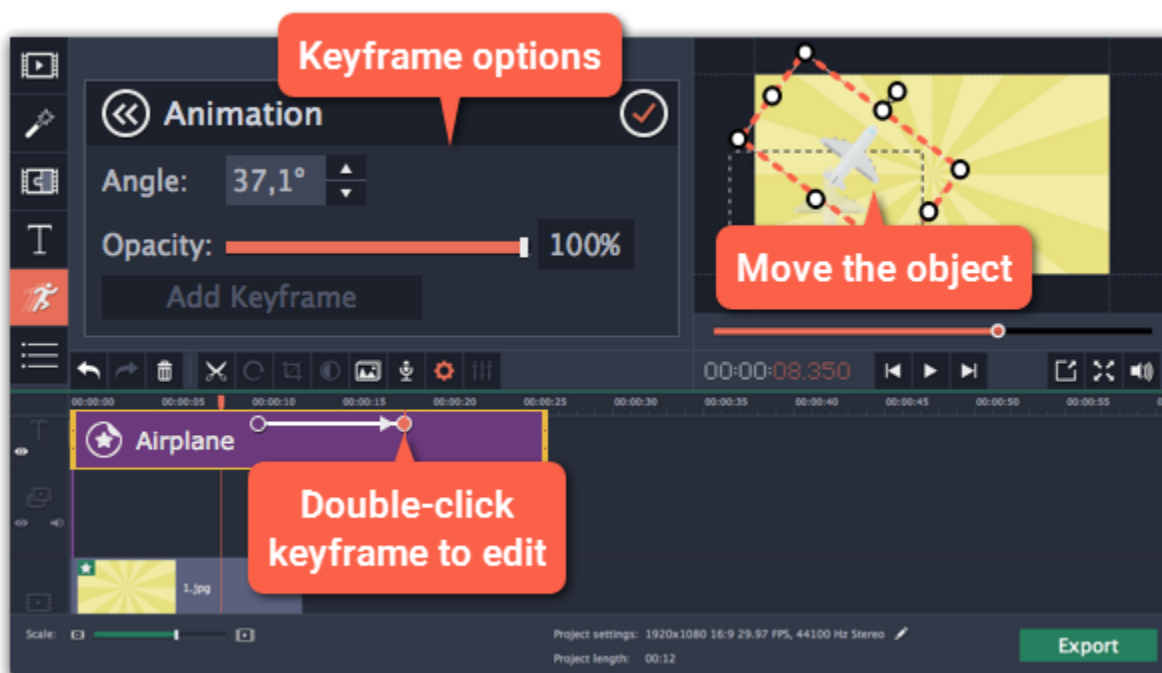 Keyframe options
Animation
Angle: 37,1°
Opacity: 100%
Add Keyframe
Move the object
00:00:08.350
00:00:00 00:00:05 00:00:10 00:00:15 00:00:20 00:00:25 00:00:30 00:00:35 00:00:40 00:00:45 00:00:50 00:00:55
T
Airplane
Double-click
keyframe to edit
1.jpg
Scale:
Project settings: 1920x1080 16:9 29.97 FPS, 44100 Hz Stereo
Project length: 00:12
Export